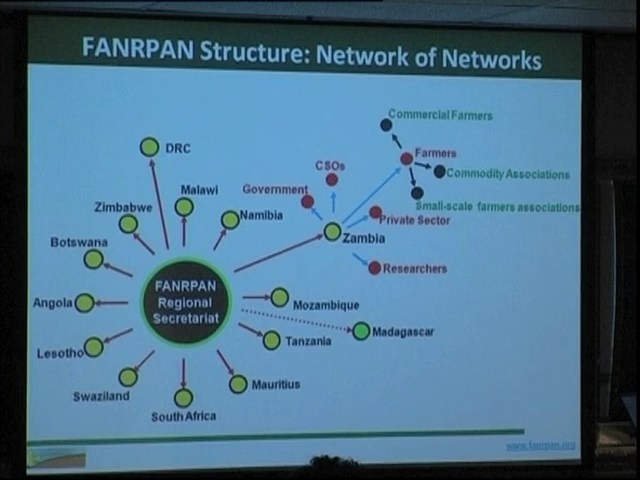 FANRPAN Structure: Network of Networks
Commercial Farmers
DRC
Farmers
CSOs
Commodity Associations
Malawi
Government
Zimbabwe
Namibia
Small-scale farmers associations
Private Sector
Botswana
Zambia
Researchers
FANRPAN
Regional
Secretariat
Angola
Mozambique
Madagascar
Tanzania
Lesotho
Mauritius
Swaziland
South Africa
www.fanrpan.org